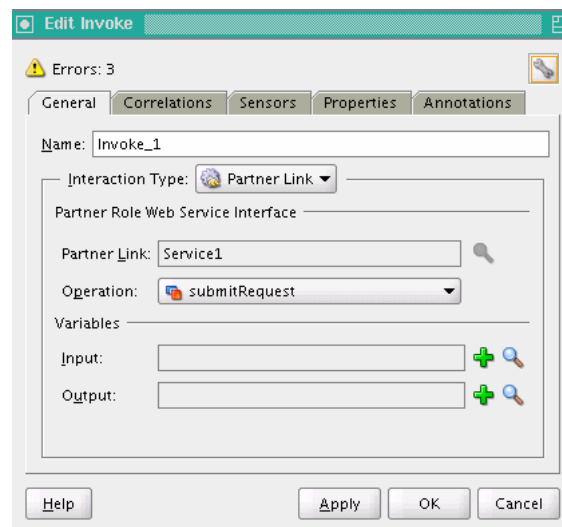 Edit Invoke
Errors: 3
General Correlations Sensors Properties Annotations
Name: Invoke_1
Interaction Type: Partner Link
Partner Role Web Service Interface
Partner Link: Service1
Operation: submitRequest
Variables
Input:
Output:
Help Apply OK Cancel